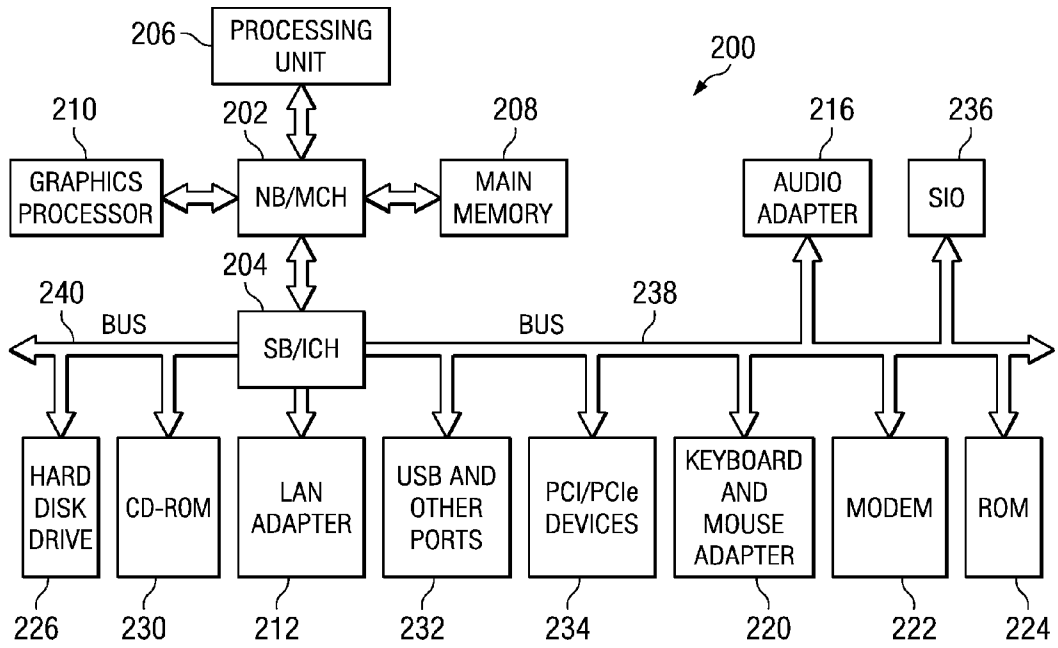 206
PROCESSING
UNIT
200
210
202
208
216
236
GRAPHICS
PROCESSOR
NB/MCH
MAIN
MEMORY
AUDIO
ADAPTER
SIO
204
240
238
BUS
BUS
SB/ICH
HARD
DISK
DRIVE
CD-ROM
LAN
ADAPTER
USB AND
OTHER
PORTS
PCI/PCIe
DEVICES
KEYBOARD
AND
MOUSE
ADAPTER
MODEM
ROM
226
230
212
232
234
220
222
224